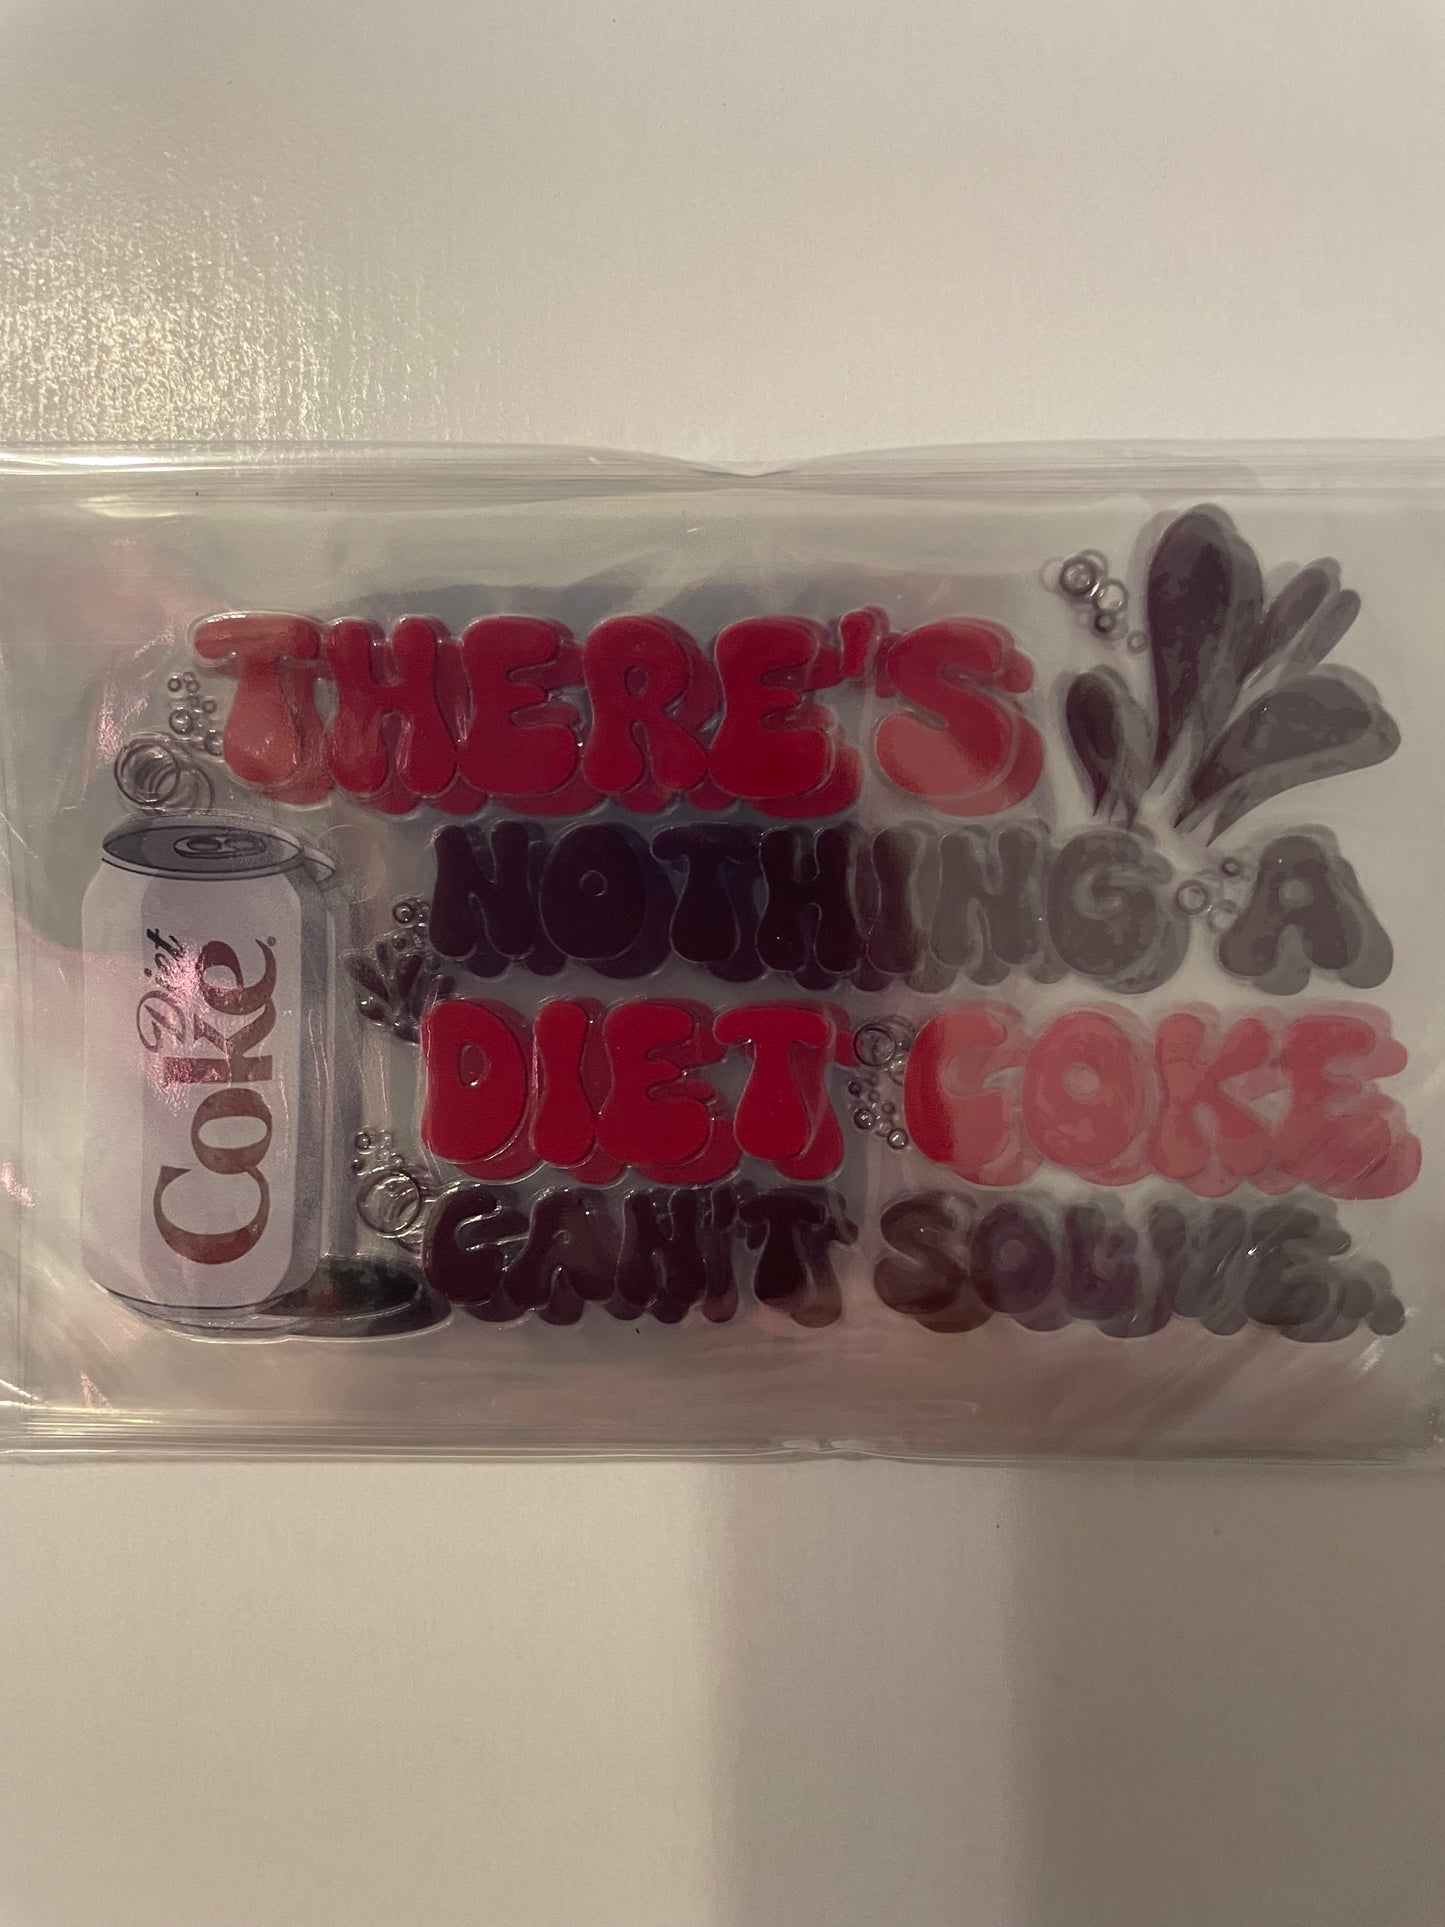 THERE'S
NOTHING A
DIET COKE
CAN'T SOLVE.
Diet
Coke®